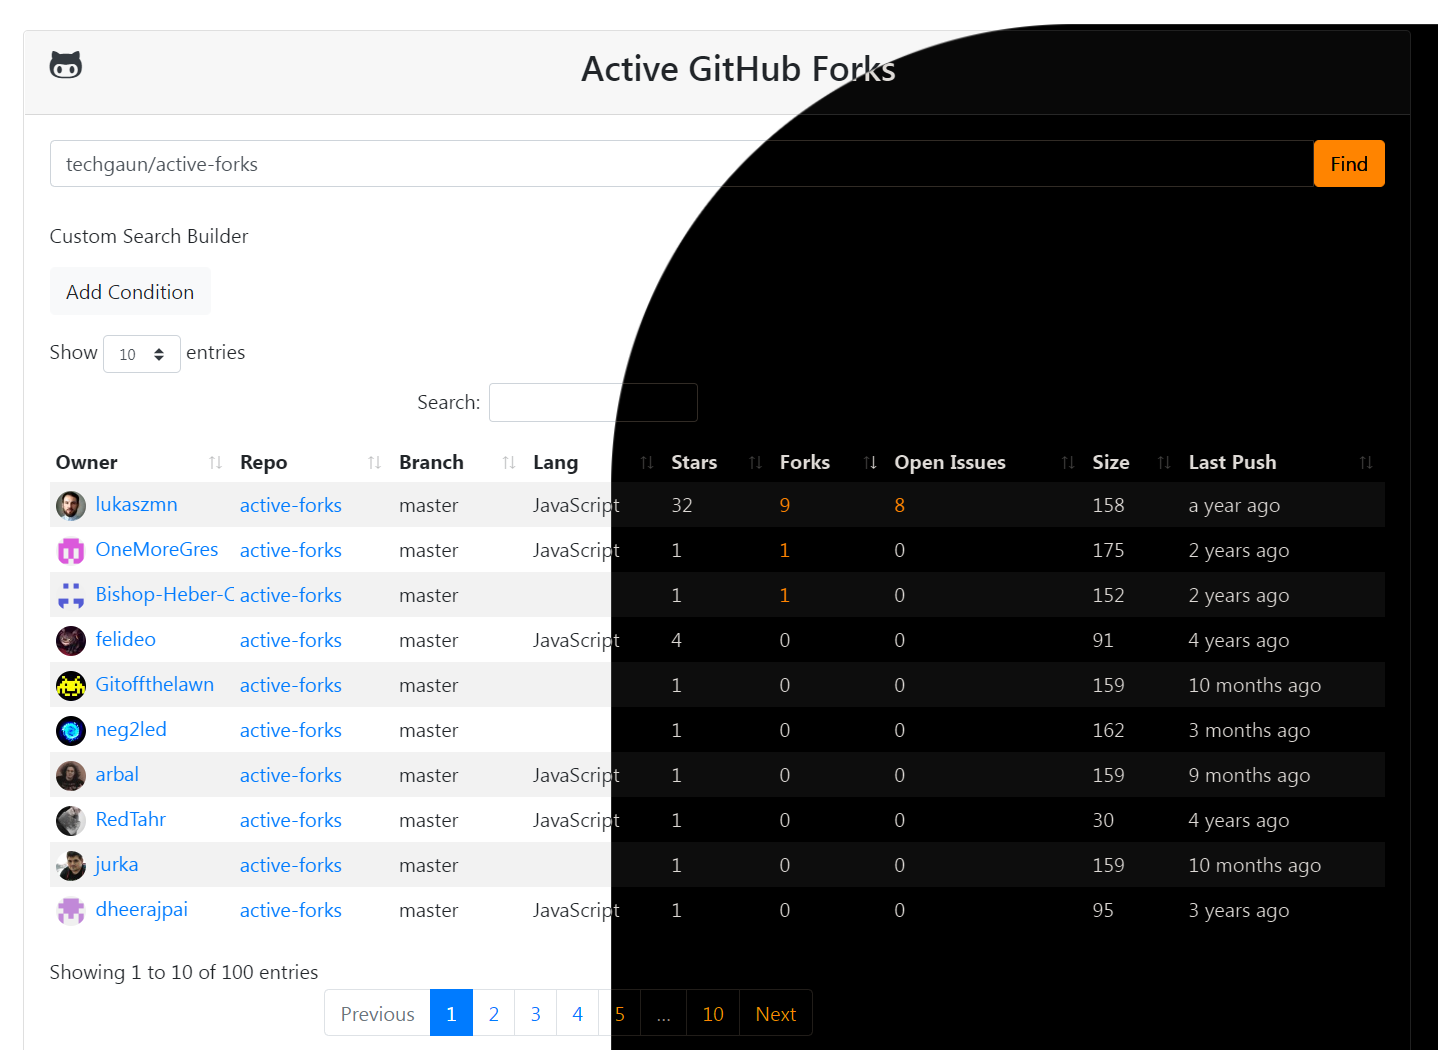 Active GitHub Forks
techgaun/active-forks Find
Custom Search Builder
Add Condition
Show 10 entries
Search:
Owner Repo Branch Lang Stars Forks Open Issues Size Last Push
lukaszmn active-forks master JavaScript 32 9 8 158 a year ago
OneMoreGres active-forks master JavaScript 1 1 0 175 2 years ago
Bishop-Heber-C active-forks master 1 1 0 152 2 years ago
felideo active-forks master JavaScript 4 0 0 91 4 years ago
Gitoffthelawn active-forks master 1 0 0 159 10 months ago
neg2led active-forks master 1 0 0 162 3 months ago
arbal active-forks master JavaScript 1 0 0 159 9 months ago
RedTahr active-forks master JavaScript 1 0 0 30 4 years ago
jurka active-forks master 1 0 0 159 10 months ago
dheerajpai active-forks master JavaScript 1 0 0 95 3 years ago
Showing 1 to 10 of 100 entries
Previous 1 2 3 4 5 ... 10 Next